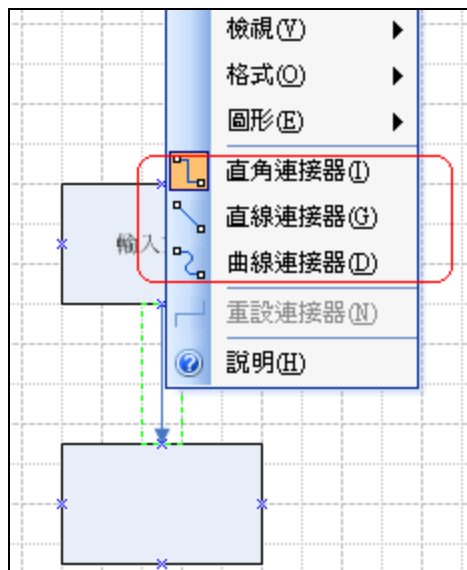 檢視(V)
格式(O)
圖形(E)
直角連接器(I)
直線連接器(G)
輸入
曲線連接器(D)
重設連接器(N)
說明(H)